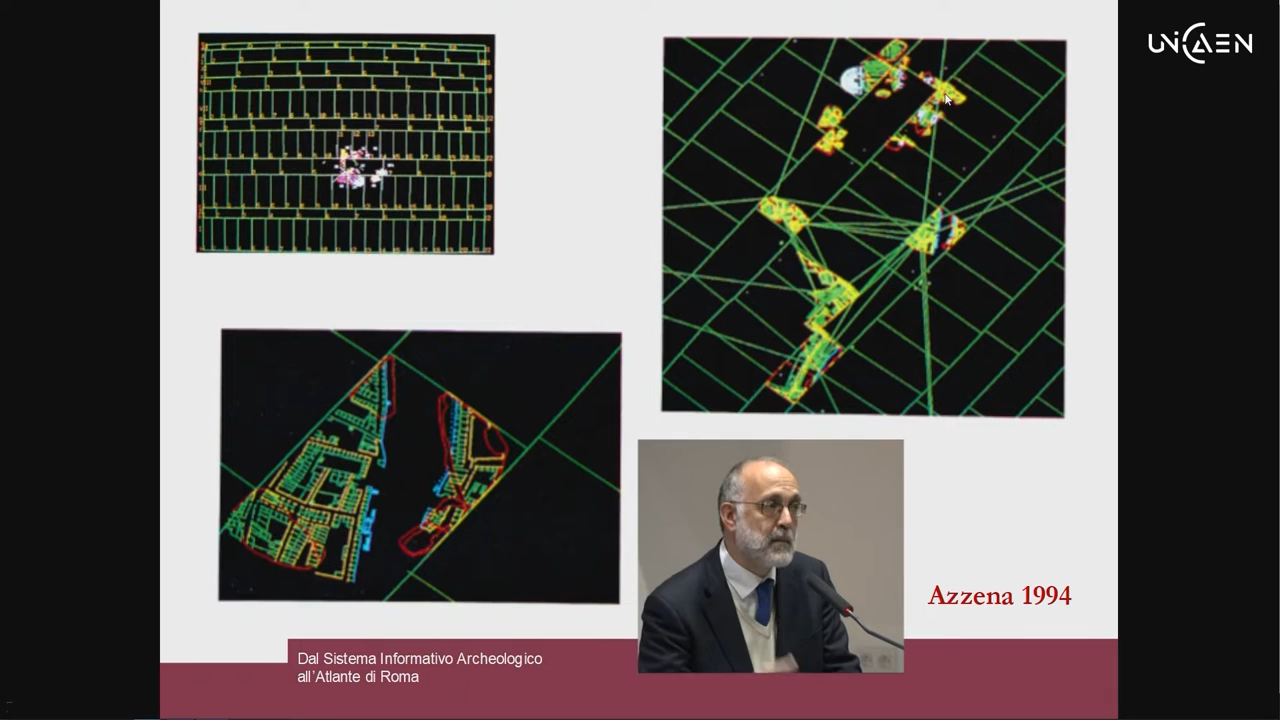 UNICAEN
Azzena 1994
Dal Sistema Informativo Archeologico
all'Atlante di Roma